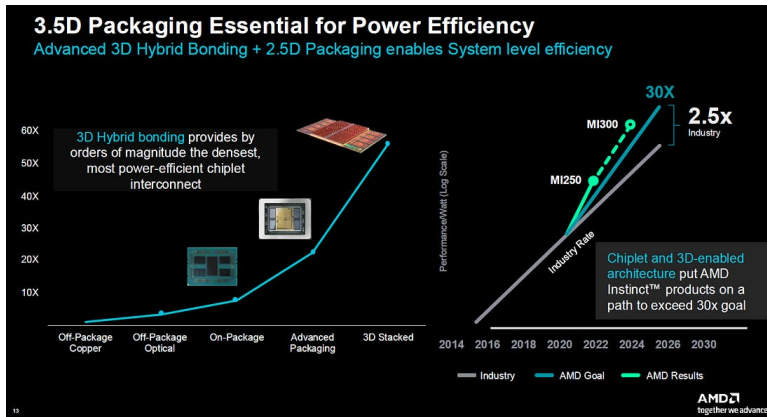 3.5D Packaging Essential for Power Efficiency
Advanced 3D Hybrid Bonding + 2.5D Packaging enables System level efficiency
60X
50X
40X
30X
20X
10X
3D Hybrid bonding provides by
orders of magnitude the densest,
most power-efficient chiplet
interconnect
Off-Package
Copper
Off-Package
Optical
On-Package
Advanced
Packaging
3D Stacked
Performance/Watt (Log Scale)
30X
2.5x
Industry
MI300
MI250
Industry Rate
Chiplet and 3D-enabled
architecture put AMD
Instinct™ products on a
path to exceed 30x goal
2014 2016 2018 2020 2022 2024 2026 2030
Industry AMD Goal AMD Results
13
AMD
together we advance